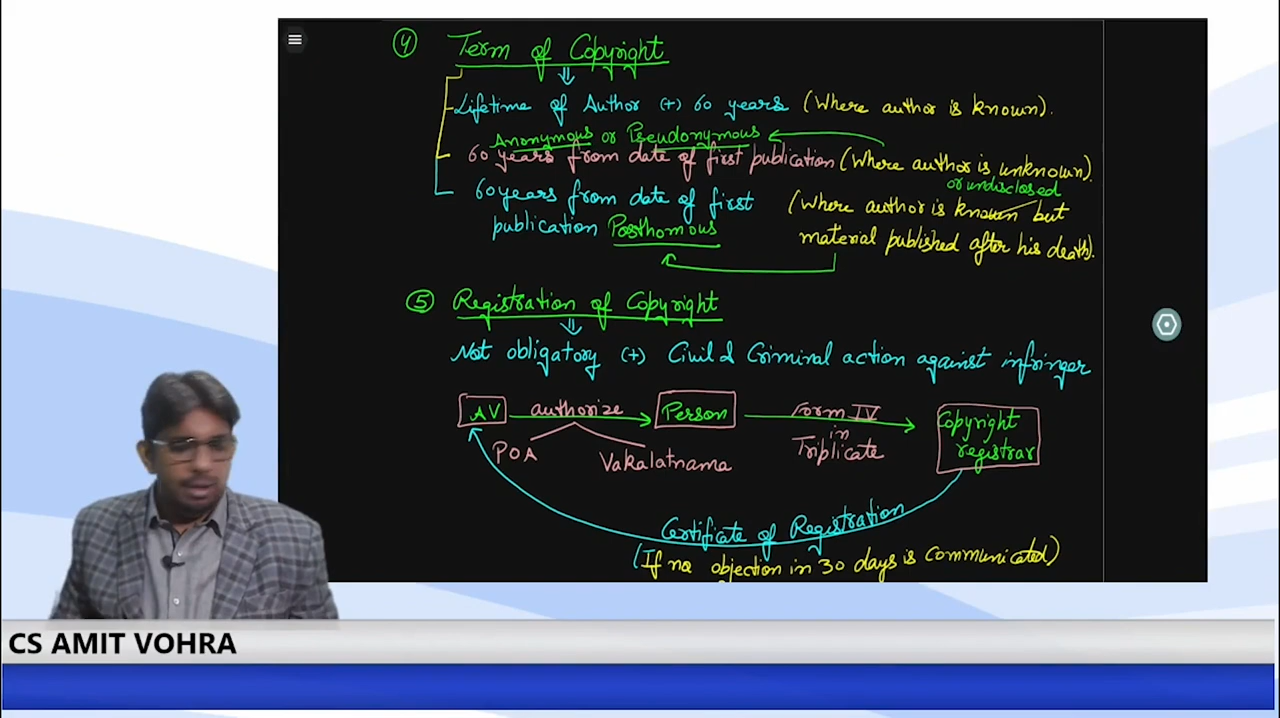 ④ Term of Copyright
Lifetime of Author (+) 60 years (Where author is known).
Anonymous or Pseudonymous
60 years from date of first publication (Where author is unknown).
or undisclosed
60 years from date of first (Where author is known but
publication Posthomous material published after his death).
⑤ Registration of Copyright
Not obligatory (+) Civil & Criminal action against infringer
AV authorize Person Form IV Copyright
in registrar
POA Vakalatnama Triplicate
Certificate of Registration
(If no objection in 30 days is communicated)
CS AMIT VOHRA